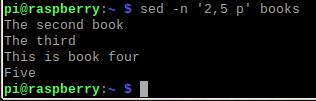 pi@raspberry:~ $ sed -n '2,5 p' books
The second book
The third
This is book four
Five
pi@raspberry:~ $